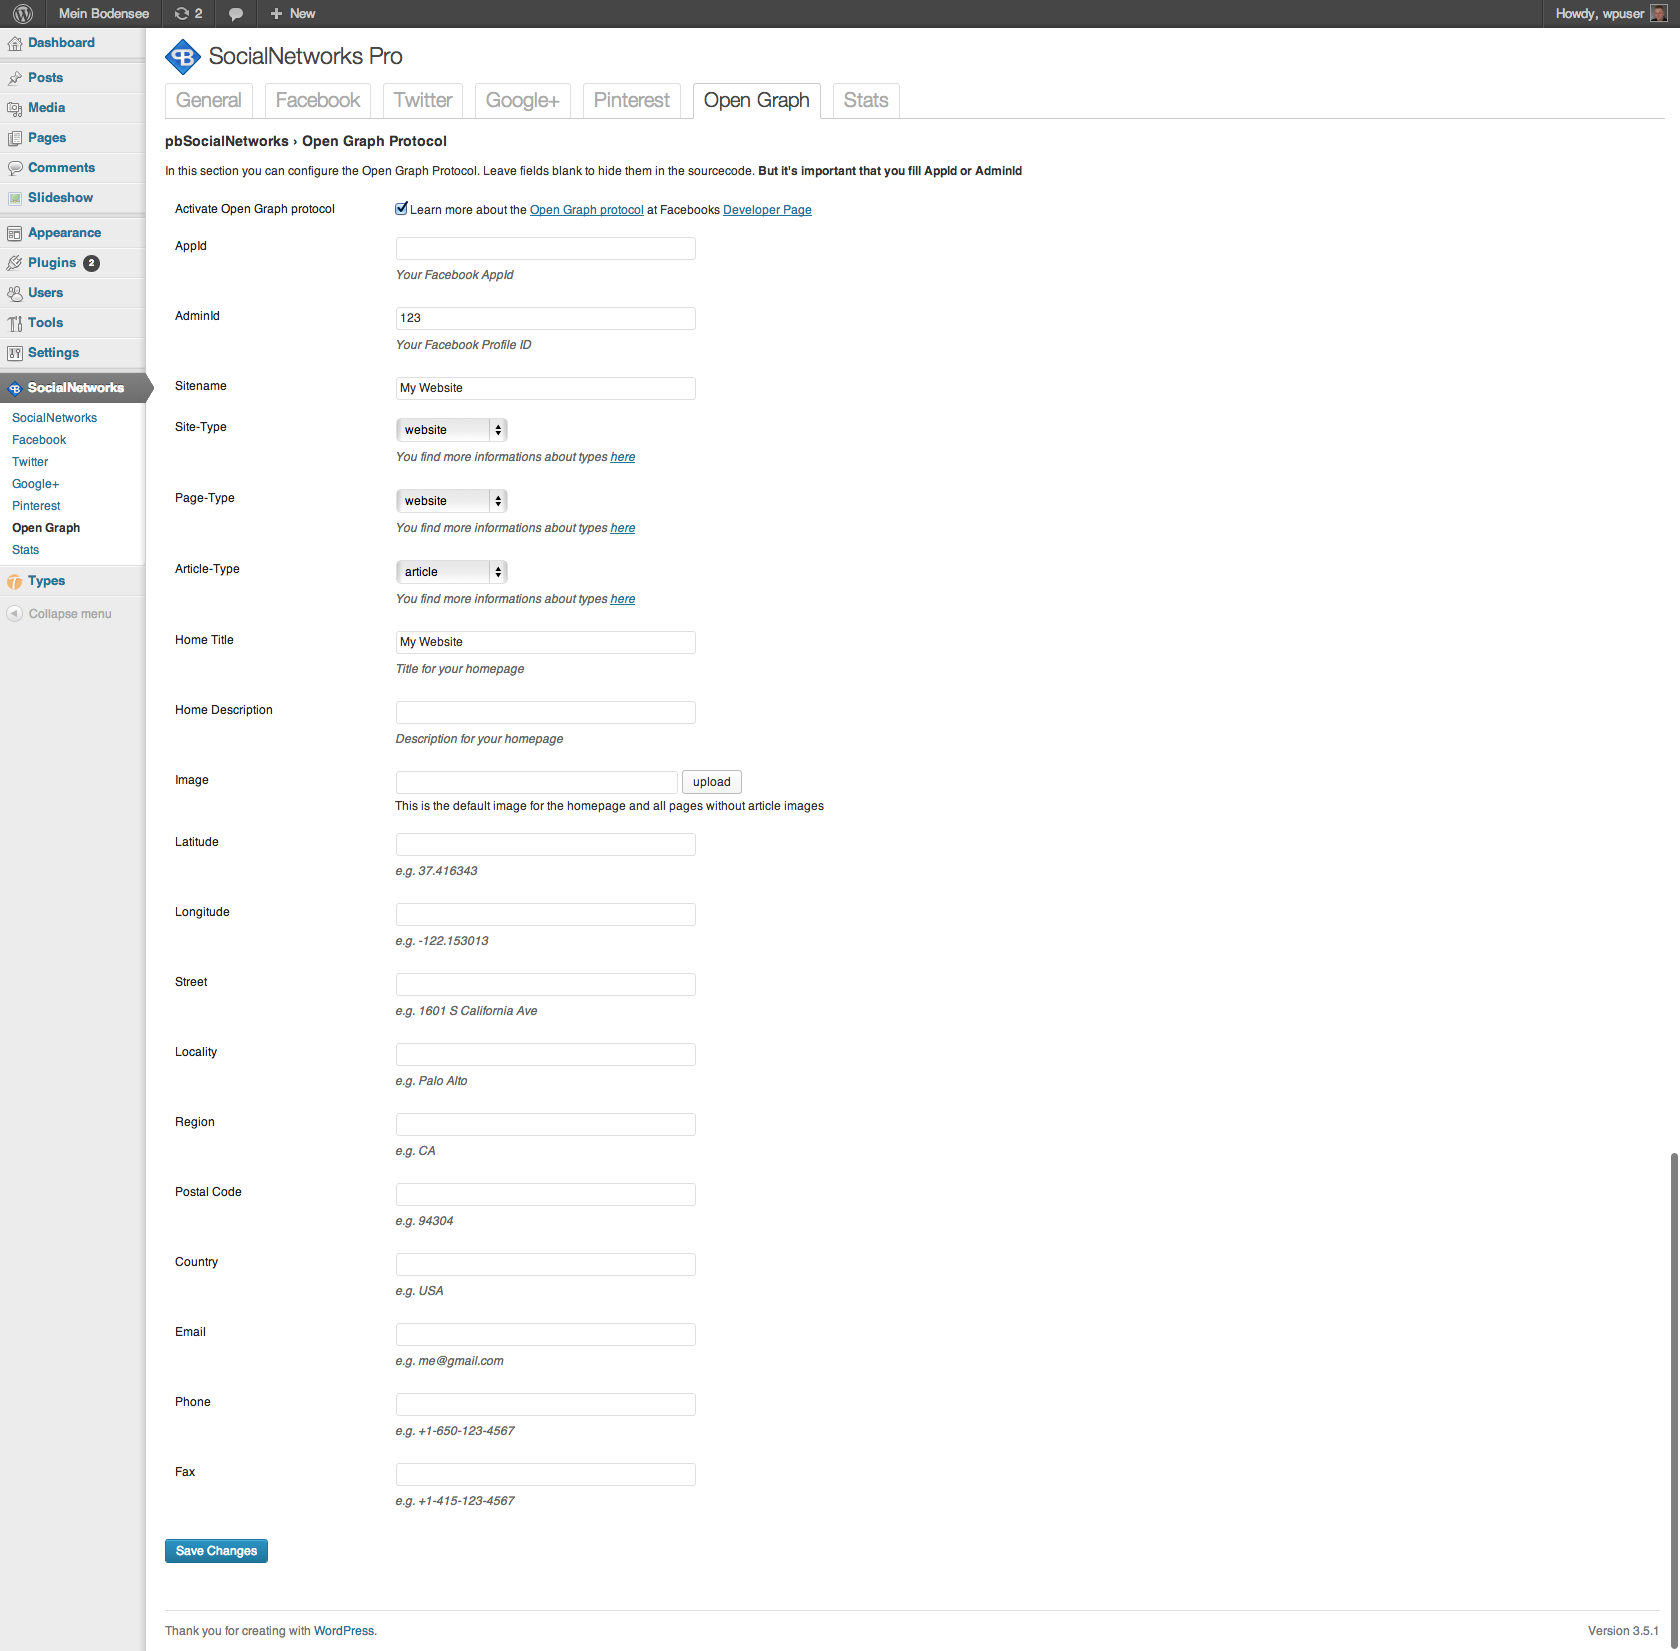 Mein Bodensee 2 New Howdy, wpuser
Dashboard
Posts
Media
Pages
Comments
Slideshow
Appearance
Plugins 2
Users
Tools
Settings
SocialNetworks
SocialNetworks
Facebook
Twitter
Google+
Pinterest
Open Graph
Stats
Types
Collapse menu
SocialNetworks Pro
General Facebook Twitter Google+ Pinterest Open Graph Stats
pbSocialNetworks › Open Graph Protocol
In this section you can configure the Open Graph Protocol. Leave fields blank to hide them in the sourcecode. But it's important that you fill AppId or AdminId
Activate Open Graph protocol Learn more about the Open Graph protocol at Facebooks Developer Page
AppId
Your Facebook AppId
AdminId 123
Your Facebook Profile ID
Sitename My Website
Site-Type website
You find more informations about types here
Page-Type website
You find more informations about types here
Article-Type article
You find more informations about types here
Home Title My Website
Title for your homepage
Home Description
Description for your homepage
Image upload
This is the default image for the homepage and all pages without article images
Latitude
e.g. 37.416343
Longitude
e.g. -122.153013
Street
e.g. 1601 S California Ave
Locality
e.g. Palo Alto
Region
e.g. CA
Postal Code
e.g. 94304
Country
e.g. USA
Email
e.g. me@gmail.com
Phone
e.g. +1-650-123-4567
Fax
e.g. +1-415-123-4567
Save Changes
Thank you for creating with WordPress. Version 3.5.1